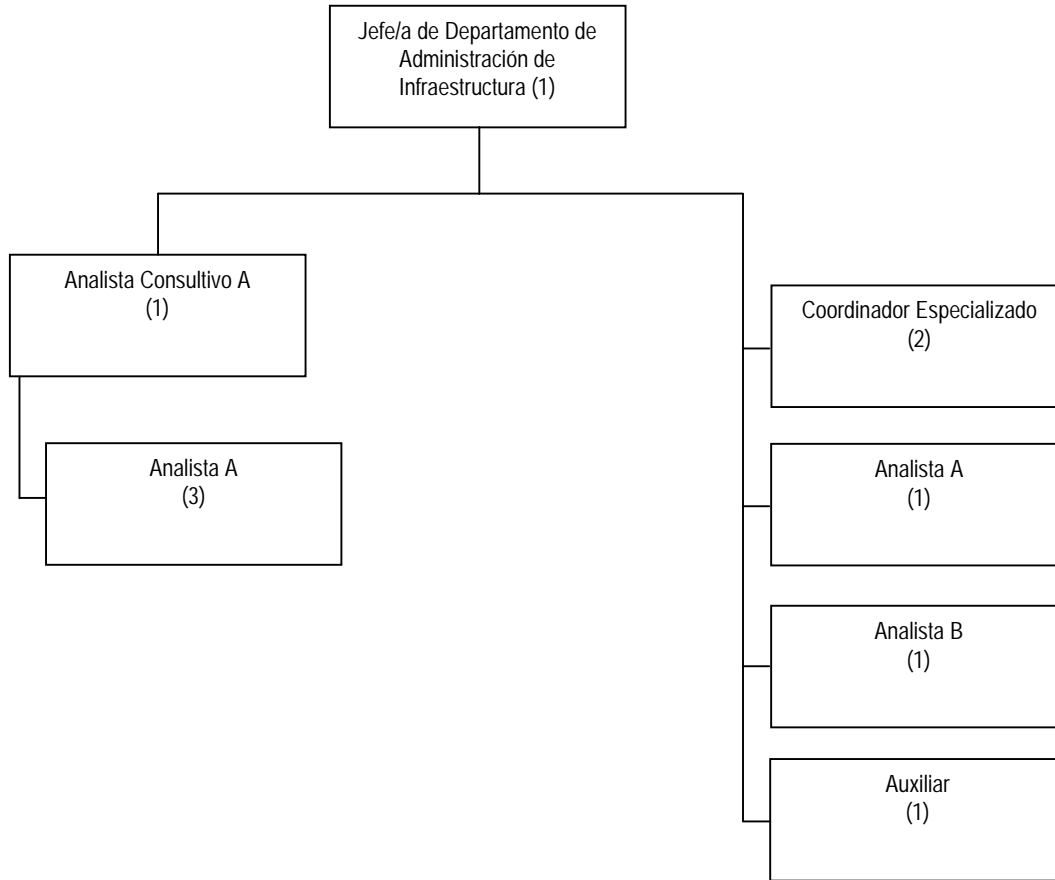 Jefe/a de Departamento de
Administración de
Infraestructura (1)
Analista Consultivo A
(1)
Analista A
(3)
Coordinador Especializado
(2)
Analista A
(1)
Analista B
(1)
Auxiliar
(1)